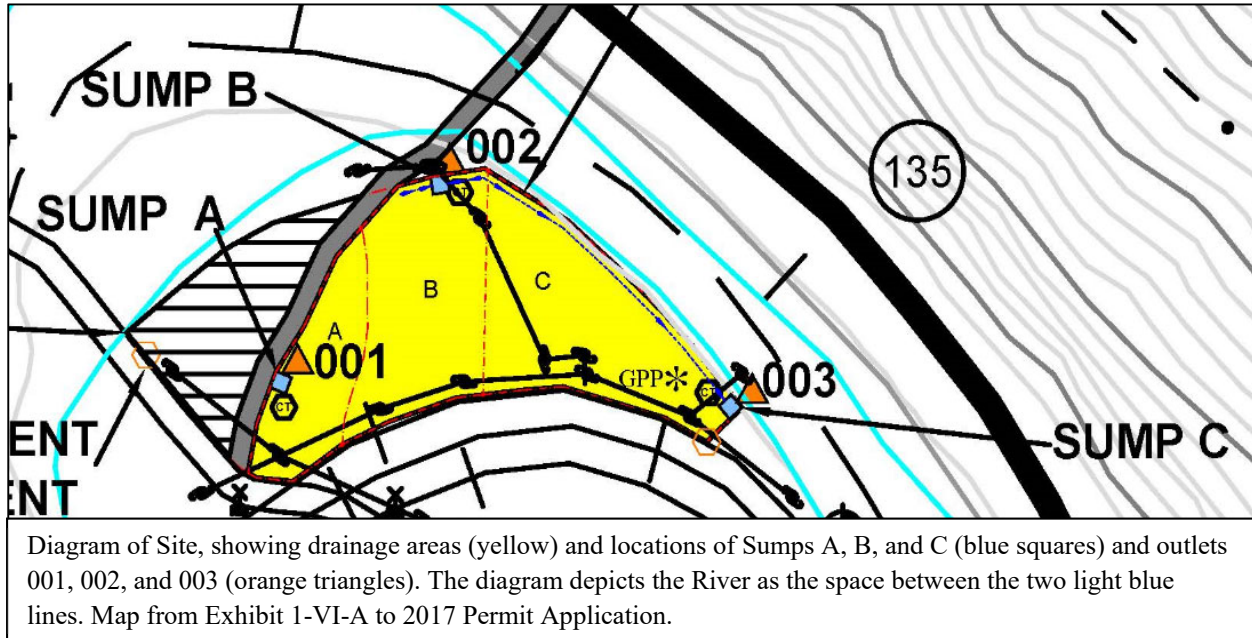 SUMP B
002
135
SUMP A
B
C
A
001
CT
CT
GPP*
CT
003
ENT
ENT
SUMP C
Diagram of Site, showing drainage areas (yellow) and locations of Sumps A, B, and C (blue squares) and outlets
001, 002, and 003 (orange triangles). The diagram depicts the River as the space between the two light blue
lines. Map from Exhibit 1-VI-A to 2017 Permit Application.